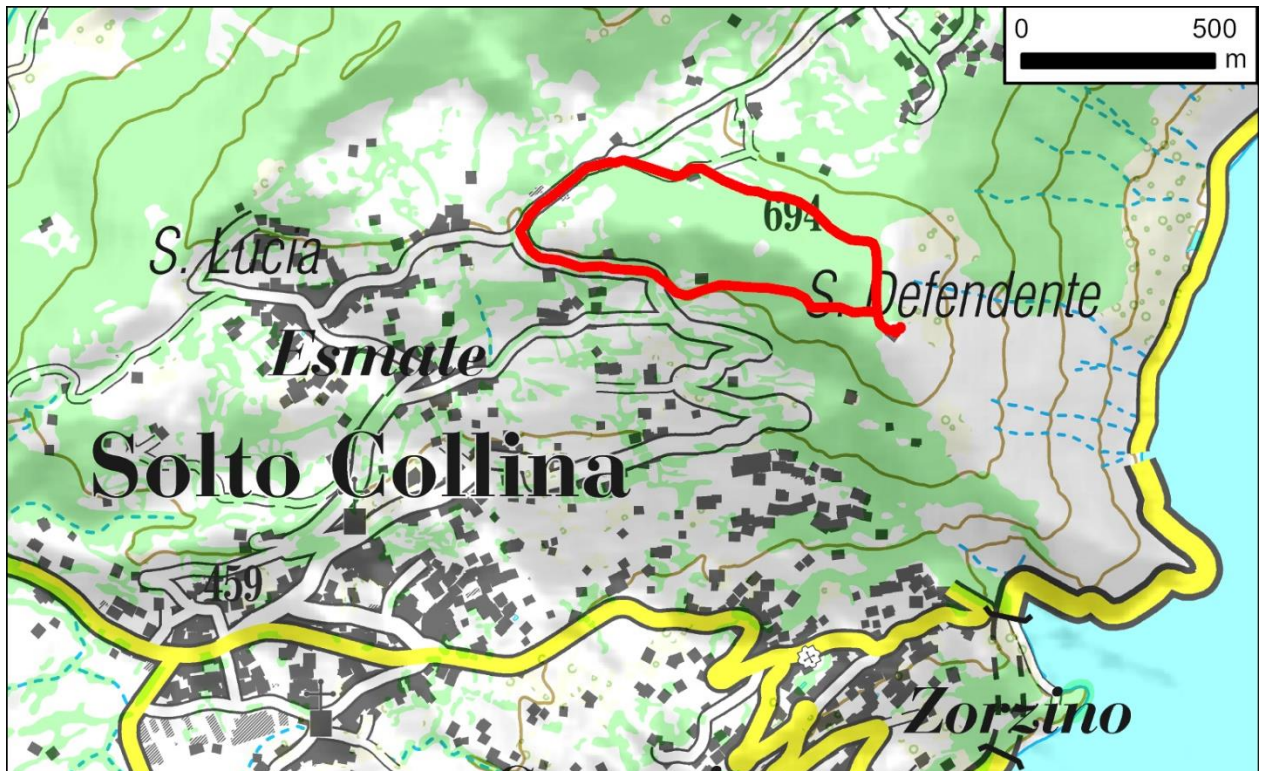 0 500
m
694
S. Lucia
S. Defendente
Esmate
Solto Collina
459
Zorzino